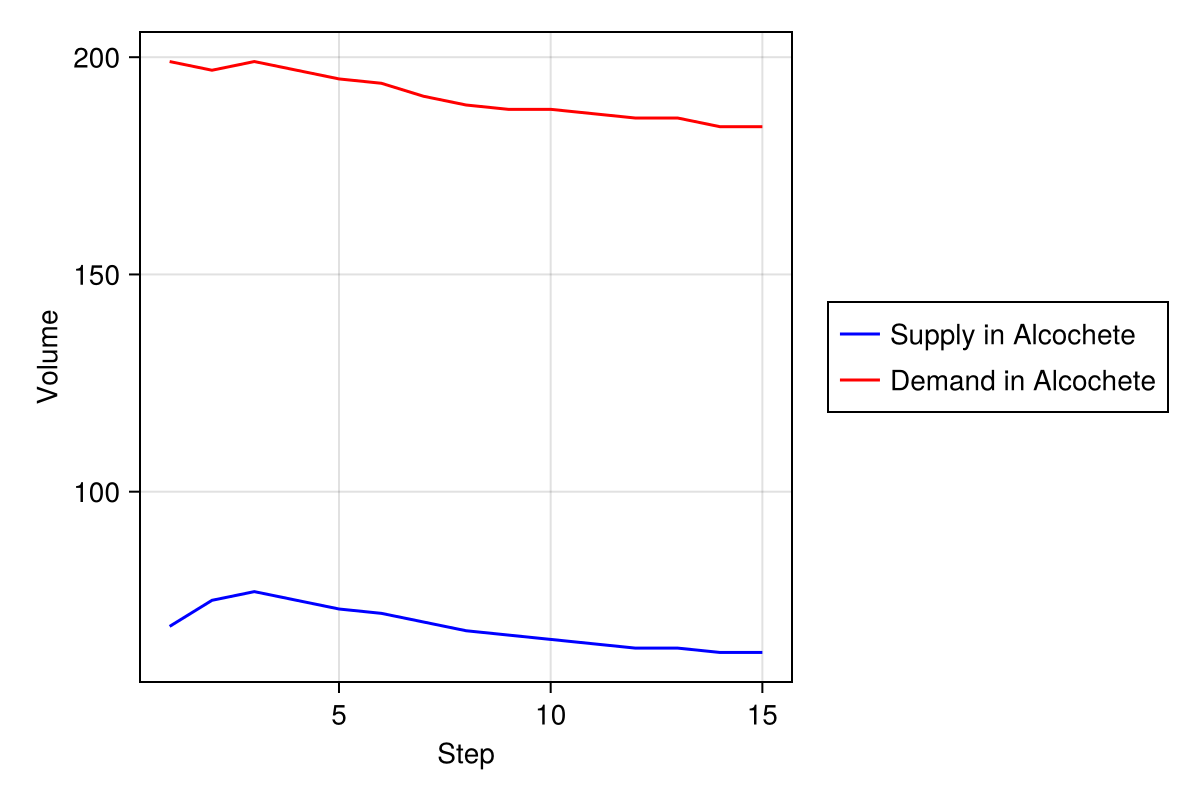 200
150
100
Volume
5 10 15
Step
Supply in Alcochete
Demand in Alcochete